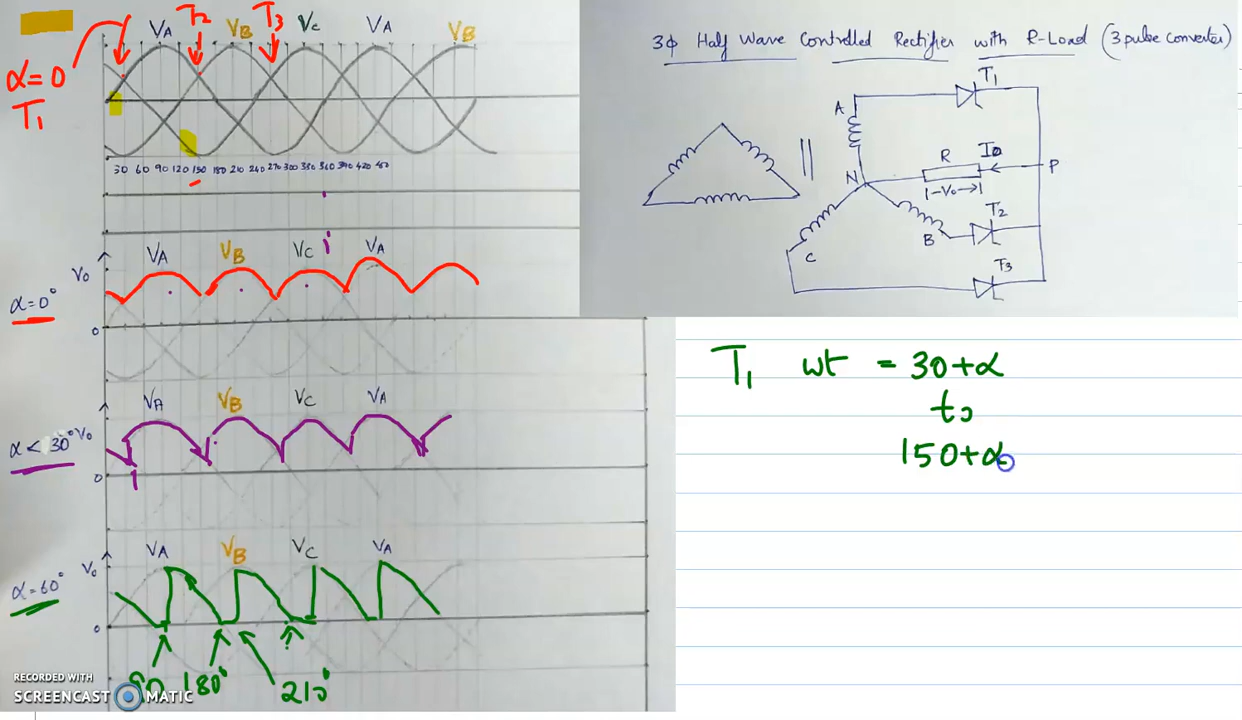 VA T2 VB T3 VC VA VB
α=0
T1
30 60 90 120 150 180 210 240 270 300 330 360 390 420 450
3φ Half Wave Controlled Rectifier with R-Load (3 pulse converter)
T1
A
R I0
N P
|-V0→|
T2
B
C
T3
V0 VA VB VC VA
α=0°
0
VA VB VC VA
α < 30° V0
0
VA VB VC VA
V0
α=60°
0
90 180° 210° ?
T1 wt = 30+α
to
150+α
RECORDED WITH
SCREENCAST MATIC